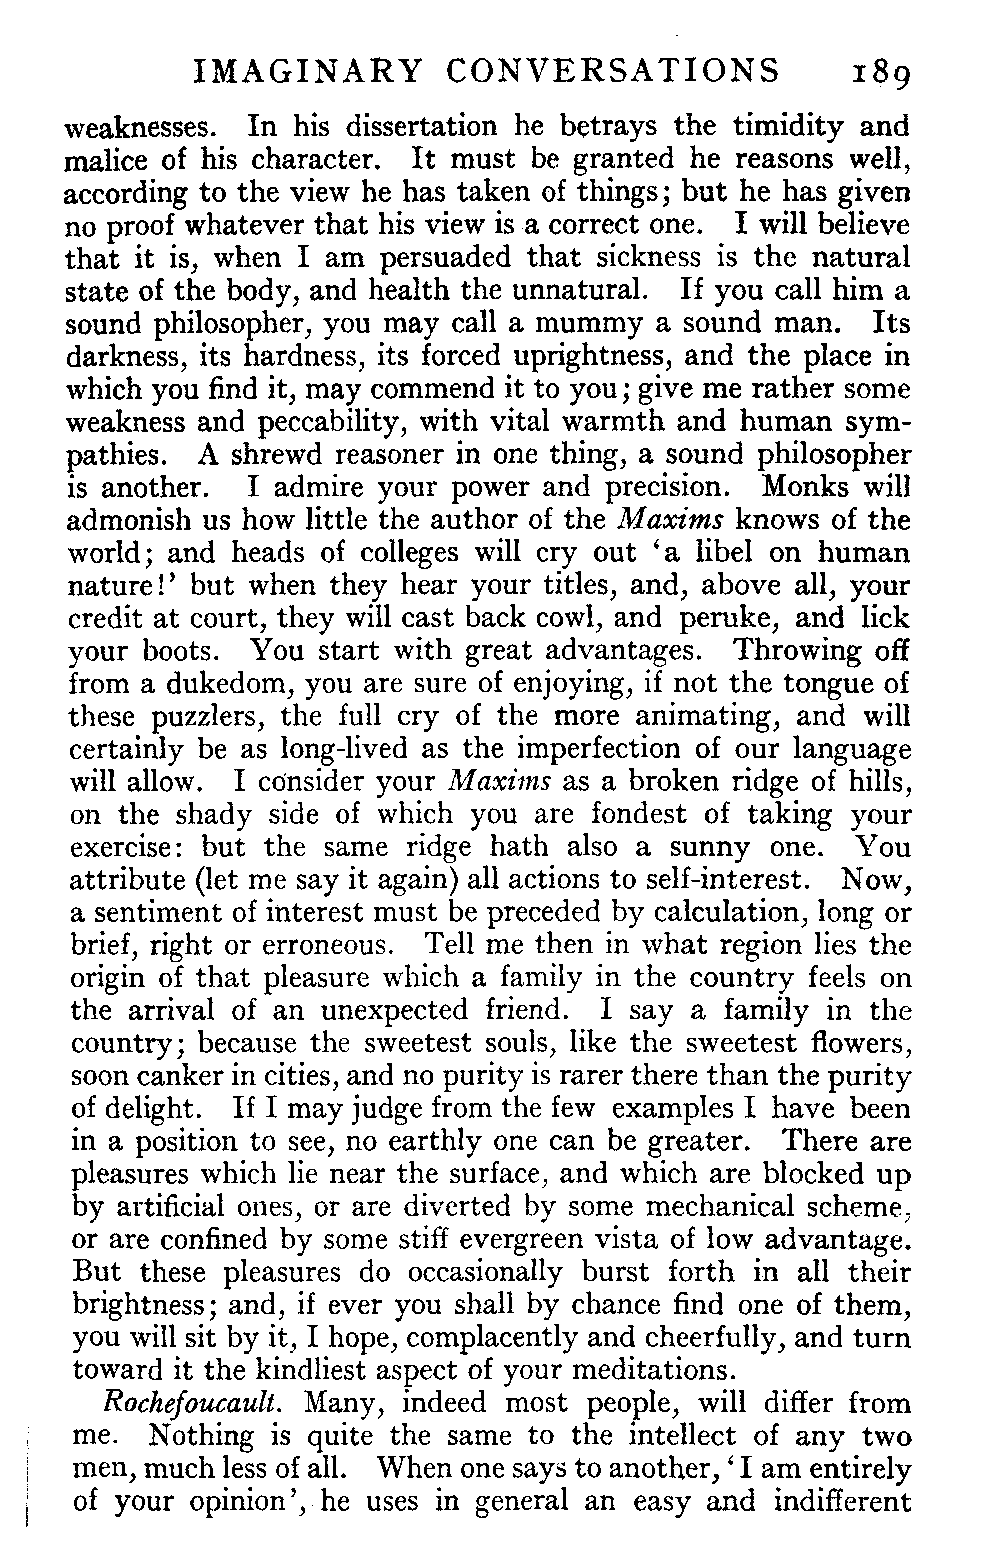 IMAGINARY CONVERSATIONS 189
weaknesses. In his dissertation he betrays the timidity and
malice of his character. It must be granted he reasons well,
according to the view he has taken of things; but he has given
no proof whatever that his view is a correct one. I will believe
that it is, when I am persuaded that sickness is the natural
state of the body, and health the unnatural. If you call him a
sound philosopher, you may call a mummy a sound man. Its
darkness, its hardness, its forced uprightness, and the place in
which you find it, may commend it to you; give me rather some
weakness and peccability, with vital warmth and human sym-
pathies. A shrewd reasoner in one thing, a sound philosopher
is another. I admire your power and precision. Monks will
admonish us how little the author of the Maxims knows of the
world; and heads of colleges will cry out ‘a libel on human
nature!’ but when they hear your titles, and, above all, your
credit at court, they will cast back cowl, and peruke, and lick
your boots. You start with great advantages. Throwing off
from a dukedom, you are sure of enjoying, if not the tongue of
these puzzlers, the full cry of the more animating, and will
certainly be as long-lived as the imperfection of our language
will allow. I consider your Maxims as a broken ridge of hills,
on the shady side of which you are fondest of taking your
exercise: but the same ridge hath also a sunny one. You
attribute (let me say it again) all actions to self-interest. Now,
a sentiment of interest must be preceded by calculation, long or
brief, right or erroneous. Tell me then in what region lies the
origin of that pleasure which a family in the country feels on
the arrival of an unexpected friend. I say a family in the
country; because the sweetest souls, like the sweetest flowers,
soon canker in cities, and no purity is rarer there than the purity
of delight. If I may judge from the few examples I have been
in a position to see, no earthly one can be greater. There are
pleasures which lie near the surface, and which are blocked up
by artificial ones, or are diverted by some mechanical scheme,
or are confined by some stiff evergreen vista of low advantage.
But these pleasures do occasionally burst forth in all their
brightness; and, if ever you shall by chance find one of them,
you will sit by it, I hope, complacently and cheerfully, and turn
toward it the kindliest aspect of your meditations.
Rochefoucault. Many, indeed most people, will differ from
me. Nothing is quite the same to the intellect of any two
men, much less of all. When one says to another, ‘I am entirely
of your opinion’, he uses in general an easy and indifferent